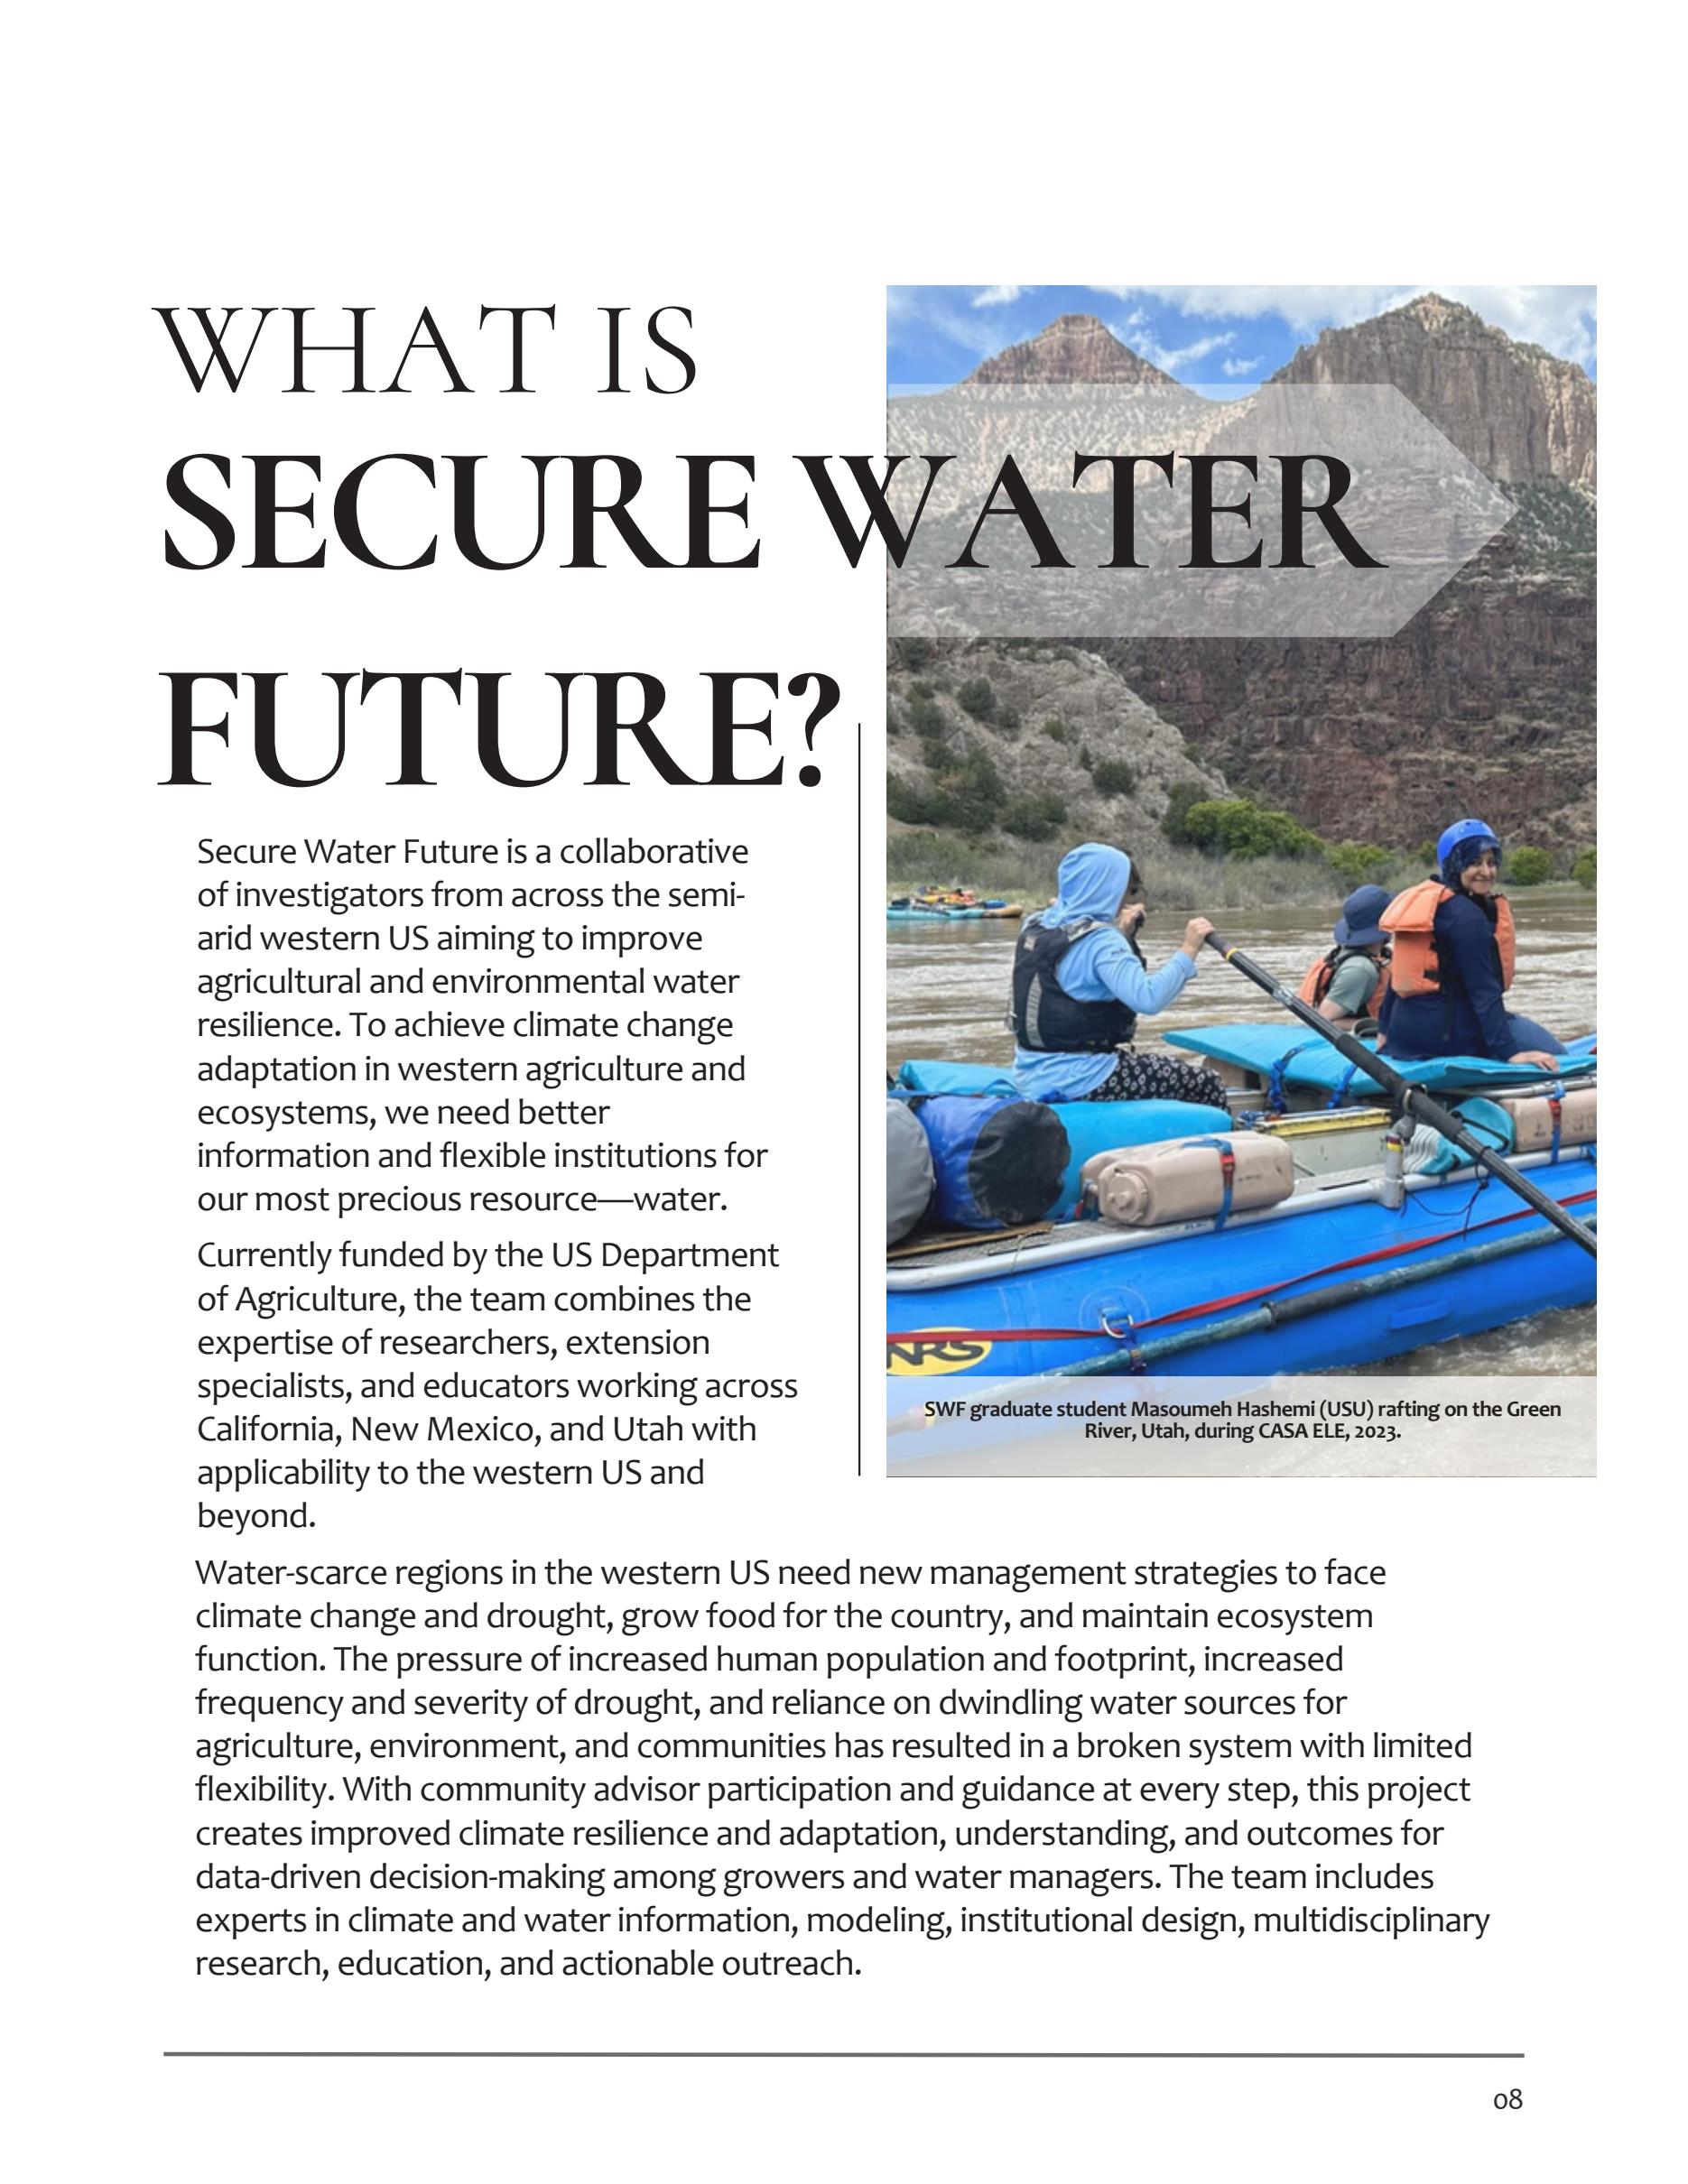 WHAT IS
SECURE WATER
FUTURE?
Secure Water Future is a collaborative
of investigators from across the semi-
arid western US aiming to improve
agricultural and environmental water
resilience. To achieve climate change
adaptation in western agriculture and
ecosystems, we need better
information and flexible institutions for
our most precious resource—water.
Currently funded by the US Department
of Agriculture, the team combines the
expertise of researchers, extension
specialists, and educators working across
California, New Mexico, and Utah with
applicability to the western US and
beyond.
NRS
SWF graduate student Masoumeh Hashemi (USU) rafting on the Green
River, Utah, during CASA ELE, 2023.
Water-scarce regions in the western US need new management strategies to face
climate change and drought, grow food for the country, and maintain ecosystem
function. The pressure of increased human population and footprint, increased
frequency and severity of drought, and reliance on dwindling water sources for
agriculture, environment, and communities has resulted in a broken system with limited
flexibility. With community advisor participation and guidance at every step, this project
creates improved climate resilience and adaptation, understanding, and outcomes for
data-driven decision-making among growers and water managers. The team includes
experts in climate and water information, modeling, institutional design, multidisciplinary
research, education, and actionable outreach.
08